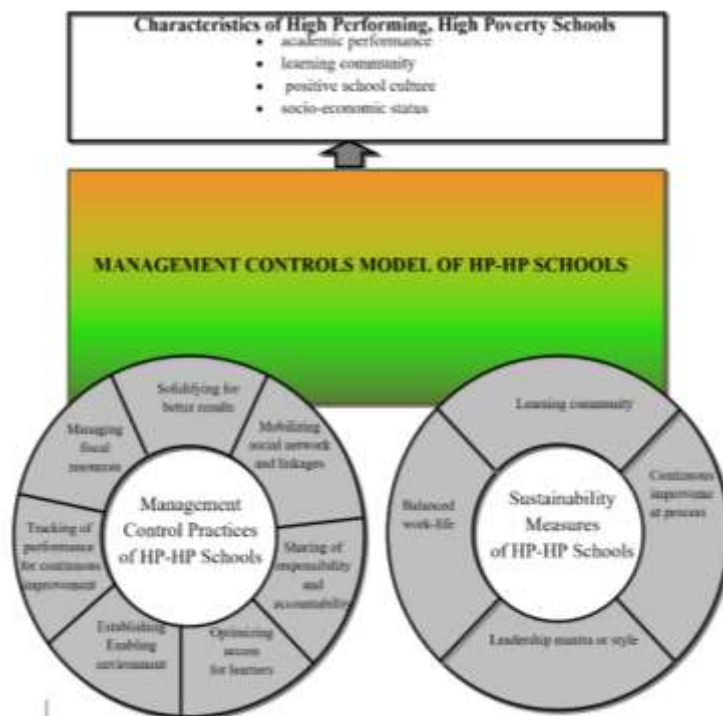 Characteristics of High Performing, High Poverty Schools
• academic performance
• learning community
• positive school culture
• socio-economic status
MANAGEMENT CONTROLS MODEL OF HP-HP SCHOOLS
Solidifying for
better results
Mobilizing
social network
and linkages
Sharing of
responsibility
and
accountability
Optimizing
access
for learners
Establishing
Enabling
environment
Tracking of
performance
for continuous
improvement
Managing
fiscal
resources
Management
Control Practices
of HP-HP Schools
Learning community
Continuous
improveme
nt process
Leadership mantra or style
Balanced
work-life
Sustainability
Measures
of HP-HP Schools